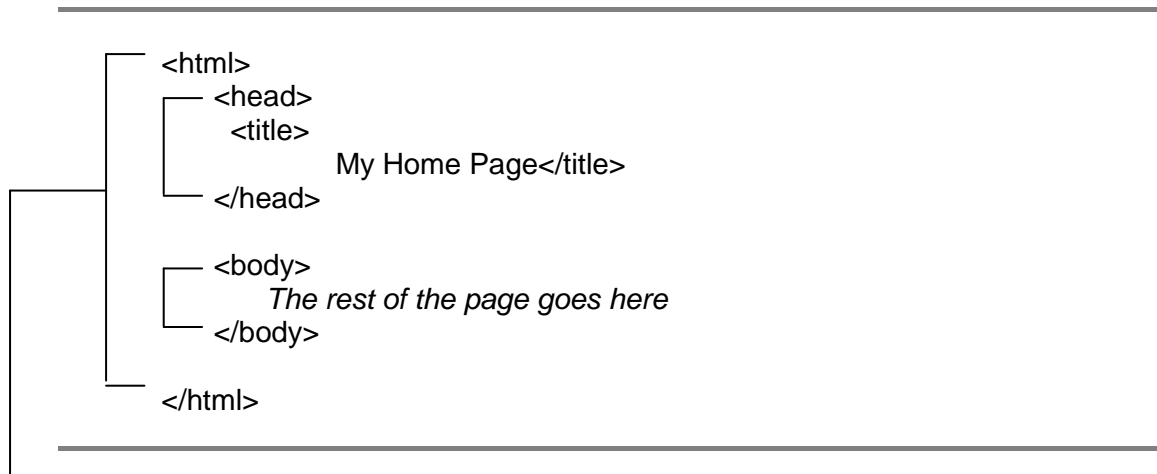 <html>
<head>
<title>
My Home Page</title>
</head>
<body>
The rest of the page goes here
</body>
</html>